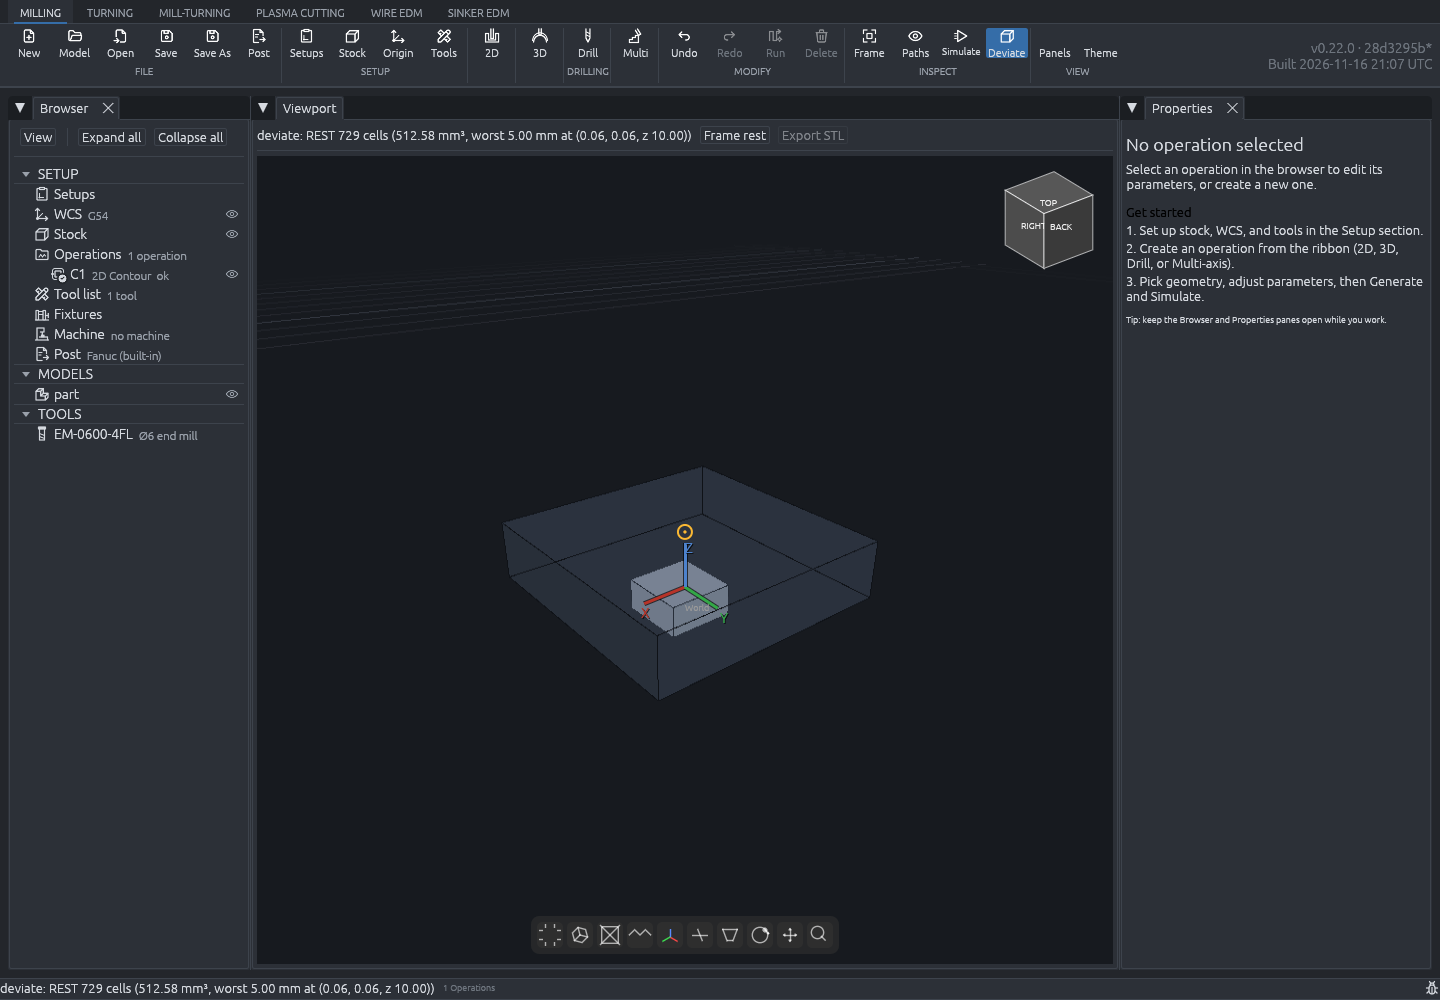 MILLING TURNING MILL-TURNING PLASMA CUTTING WIRE EDM SINKER EDM
New Model Open Save Save As Post Setups Stock Origin Tools 2D 3D Drill Multi Undo Redo Run Delete Frame Paths Simulate Deviate Panels Theme
FILE SETUP DRILLING MODIFY INSPECT VIEW
v0.22.0 · 28d3295b*
Built 2026-11-16 21:07 UTC
Browser
View Expand all Collapse all
SETUP
Setups
WCS G54
Stock
Operations 1 operation
C1 2D Contour ok
Tool list 1 tool
Fixtures
Machine no machine
Post Fanuc (built-in)
MODELS
part
TOOLS
EM-0600-4FL Ø6 end mill
Viewport
deviate: REST 729 cells (512.58 mm³, worst 5.00 mm at (0.06, 0.06, z 10.00)) Frame rest Export STL
TOP
RIGHT BACK
Z
World
X
Y
Properties
No operation selected
Select an operation in the browser to edit its
parameters, or create a new one.
Get started
1. Set up stock, WCS, and tools in the Setup section.
2. Create an operation from the ribbon (2D, 3D,
Drill, or Multi-axis).
3. Pick geometry, adjust parameters, then Generate
and Simulate.
Tip: keep the Browser and Properties panes open while you work.
deviate: REST 729 cells (512.58 mm³, worst 5.00 mm at (0.06, 0.06, z 10.00)) 1 Operations